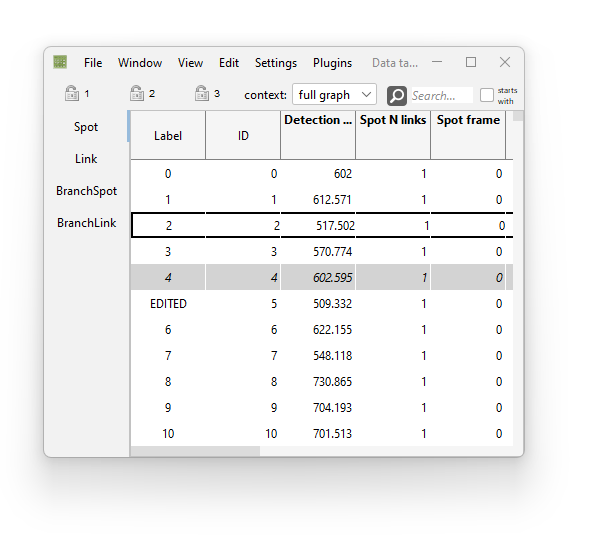 File Window View Edit Settings Plugins Data ta...
1 2 3 context: full graph Search... starts with
Spot
Link
BranchSpot
BranchLink
Label ID Detection ... Spot N links Spot frame
0 0 602 1 0
1 1 612.571 1 0
2 2 517.502 1 0
3 3 570.774 1 0
4 4 602.595 1 0
EDITED 5 509.332 1 0
6 6 622.155 1 0
7 7 548.118 1 0
8 8 730.865 1 0
9 9 704.193 1 0
10 10 701.513 1 0